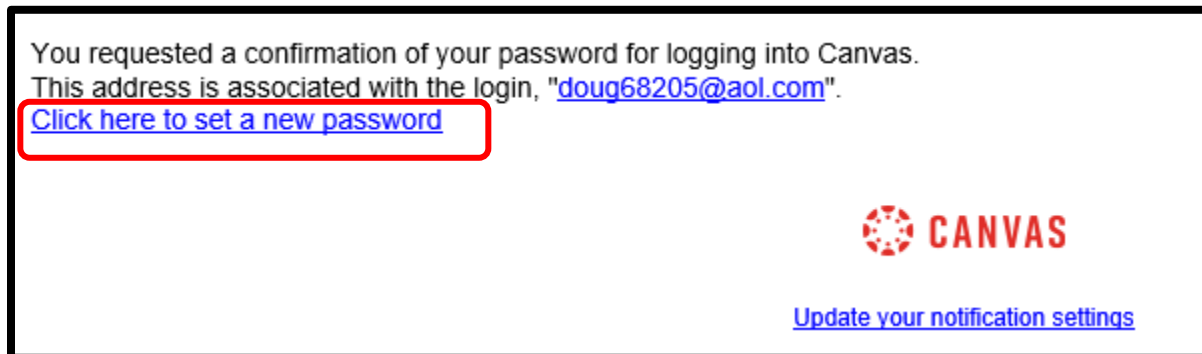 You requested a confirmation of your password for logging into Canvas.
This address is associated with the login, "doug68205@aol.com".
Click here to set a new password
CANVAS
Update your notification settings